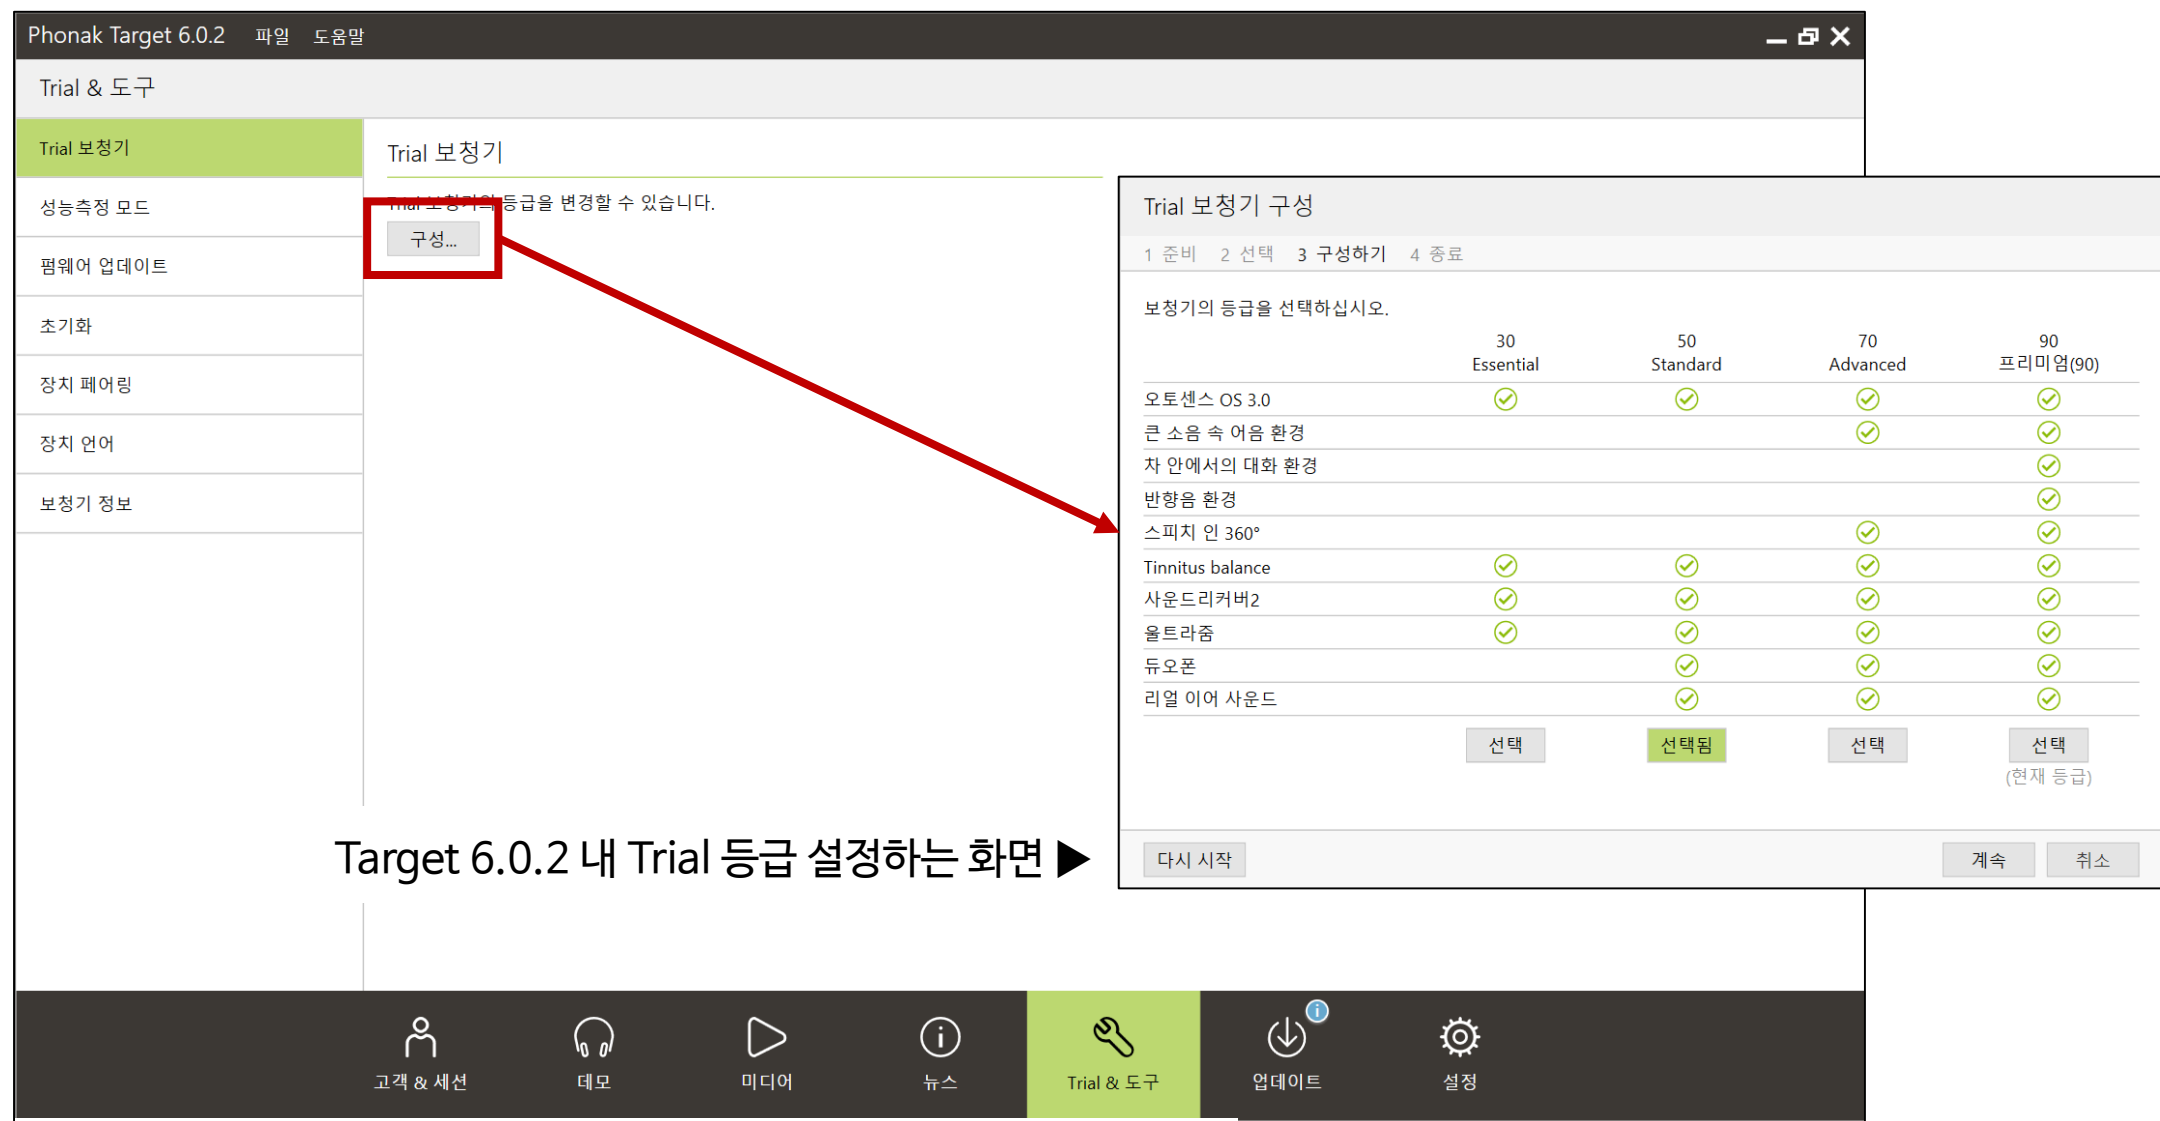 Phonak Target 6.0.2 파일 도움말
Trial & 도구
Trial 보청기
성능측정 모드
펌웨어 업데이트
초기화
장치 페어링
장치 언어
보청기 정보
Trial 보청기
Trial 보청기의 등급을 변경할 수 있습니다.
구성...
Trial 보청기 구성
1 준비 2 선택 3 구성하기 4 종료
보청기의 등급을 선택하십시오.
30 50 70 90
Essential Standard Advanced 프리미엄(90)
오토센스 OS 3.0
큰 소음 속 어음 환경
차 안에서의 대화 환경
반향음 환경
스피치 인 360°
Tinnitus balance
사운드리커버2
울트라줌
듀오폰
리얼 이어 사운드
선택 선택됨 선택 선택
(현재 등급)
다시 시작 계속 취소
Target 6.0.2 내 Trial 등급 설정하는 화면 ▶
고객 & 세션 데모 미디어 뉴스 Trial & 도구 업데이트 설정